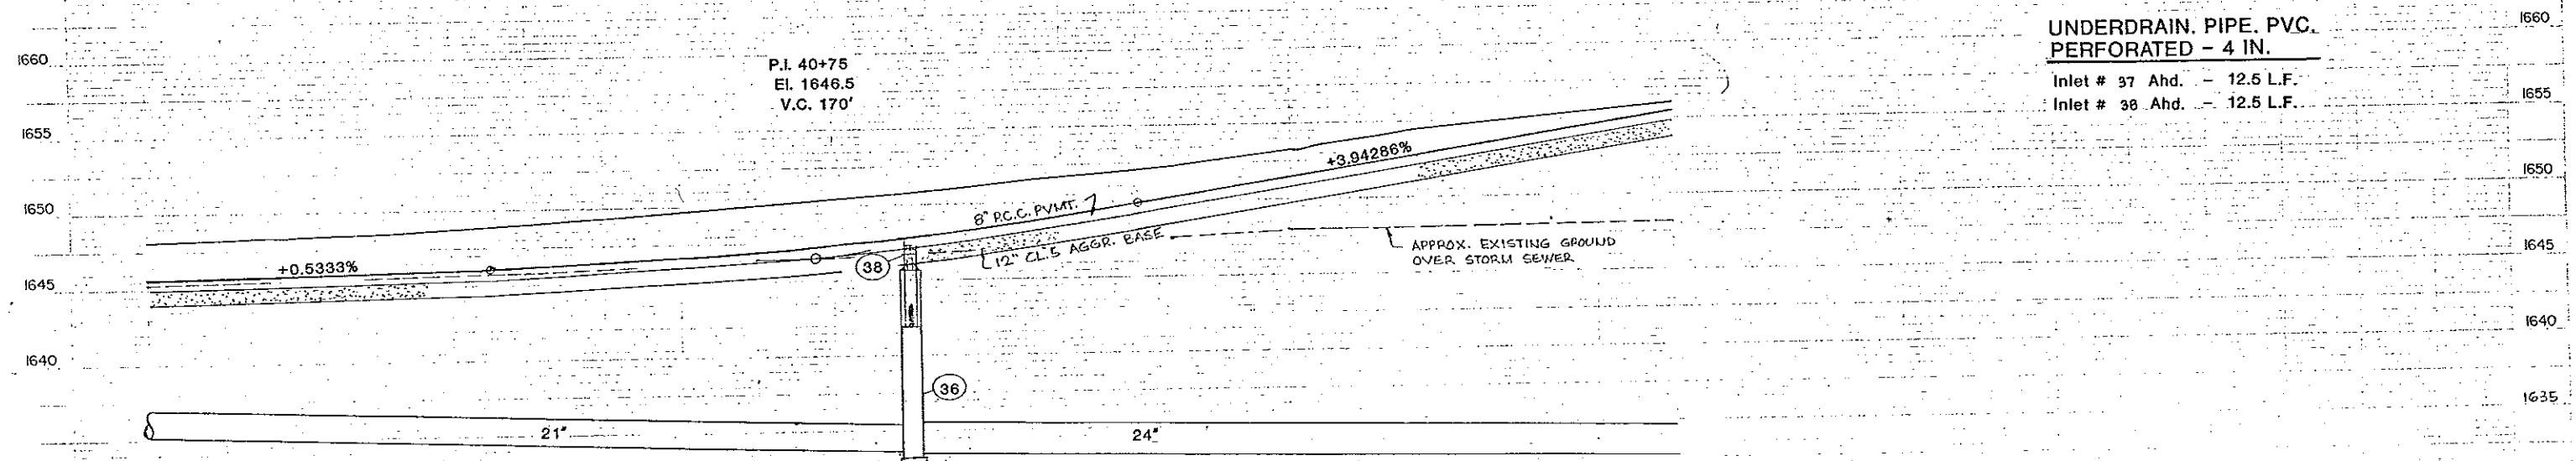 1660
1655
1650
1645
1640
P.I. 40+75
El. 1646.5
V.C. 170'
+0.5333%
+3.94286%
8" P.C.C. PVMT.
12" CL.5 AGGR. BASE
38
36
APPROX. EXISTING GROUND
OVER STORM SEWER
21"
24"
UNDERDRAIN. PIPE. PVC.
PERFORATED - 4 IN.
Inlet # 37 Ahd. - 12.5 L.F.
Inlet # 38 Ahd. - 12.5 L.F.
1660
1655
1650
1645
1640
1635